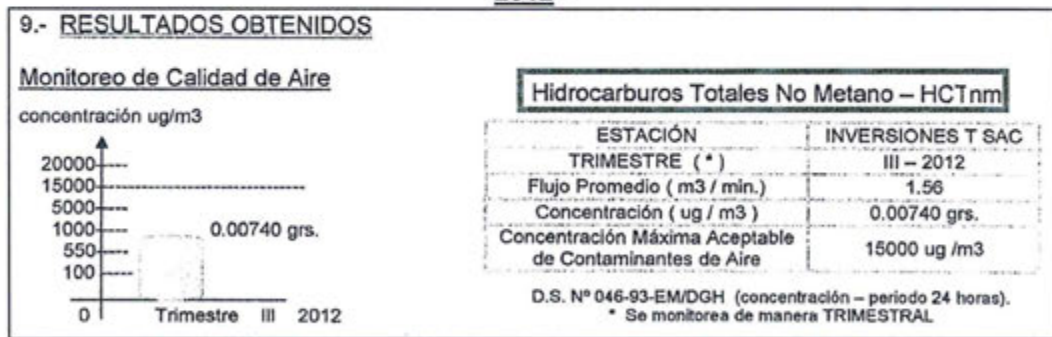 9.- RESULTADOS OBTENIDOS
Monitoreo de Calidad de Aire
concentración ug/m3
20000
15000
5000
1000
550
100
0.00740 grs.
0 Trimestre III 2012
Hidrocarburos Totales No Metano – HCTnm
ESTACIÓN INVERSIONES T SAC
TRIMESTRE ( * ) III – 2012
Flujo Promedio ( m3 / min.) 1.56
Concentración ( ug / m3 ) 0.00740 grs.
Concentración Máxima Aceptable
de Contaminantes de Aire 15000 ug /m3
D.S. Nº 046-93-EM/DGH (concentración – periodo 24 horas).
* Se monitorea de manera TRIMESTRAL